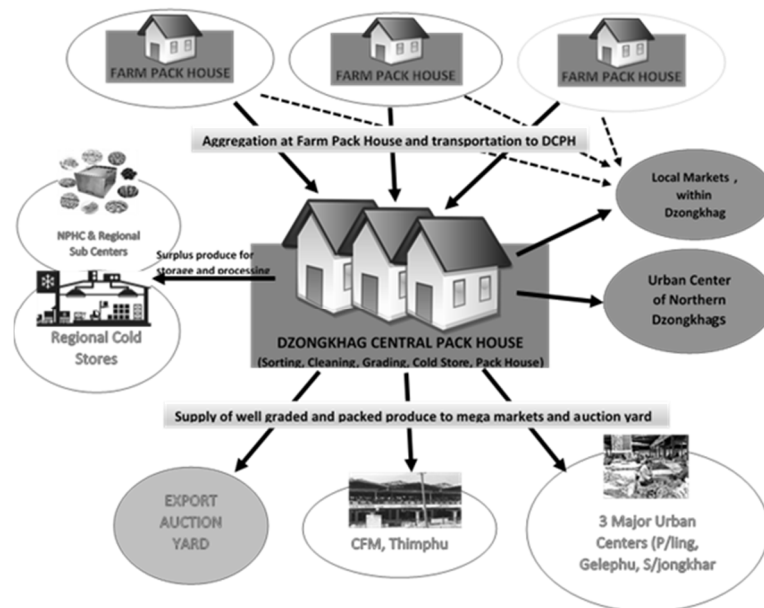 FARM PACK HOUSE
FARM PACK HOUSE
FARM PACK HOUSE
Aggregation at Farm Pack House and transportation to DCPH
Local Markets ,
within
Dzongkhag
NPHC & Regional
Sub Centers
Surplus produce for
storage and processing
Regional Cold
Stores
Urban Center
of Northern
Dzongkhags
DZONGKHAG CENTRAL PACK HOUSE
(Sorting, Cleaning, Grading, Cold Store, Pack House)
Supply of well graded and packed produce to mega markets and auction yard
EXPORT
AUCTION
YARD
CFM, Thimphu
3 Major Urban
Centers (P/ling,
Gelephu, S/jongkhar